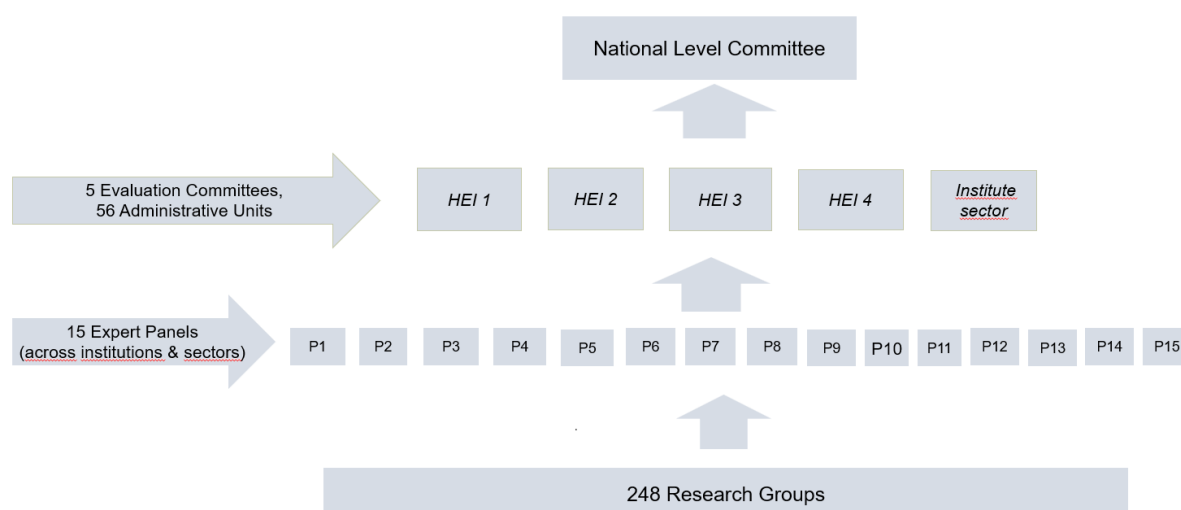 National Level Committee
5 Evaluation Committees,
56 Administrative Units
HEI 1
HEI 2
HEI 3
HEI 4
Institute
sector
15 Expert Panels
(across institutions & sectors)
P1
P2
P3
P4
P5
P6
P7
P8
P9
P10
P11
P12
P13
P14
P15
248 Research Groups